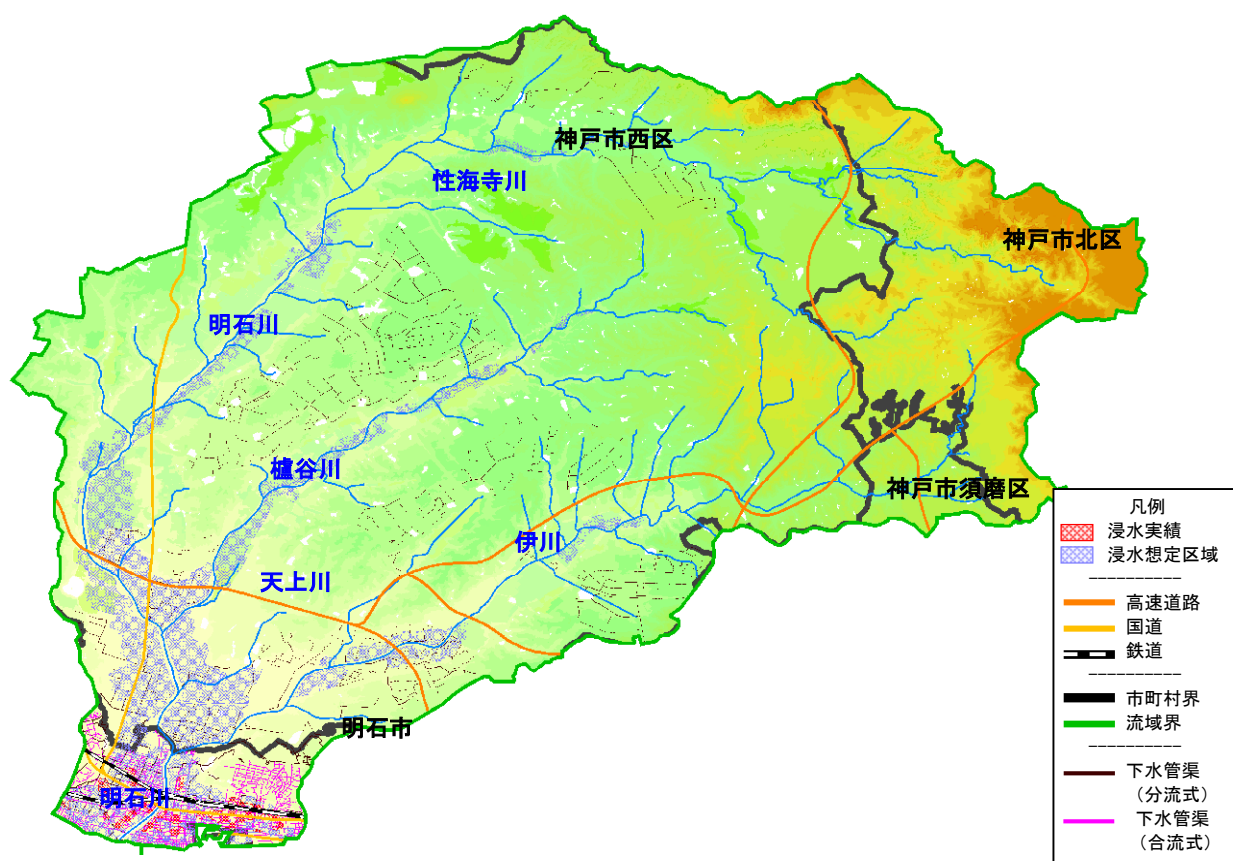 神戸市西区
性海寺川
神戸市北区
明石川
櫨谷川
神戸市須磨区
伊川
天上川
明石市
明石川
凡例
浸水実績
浸水想定区域
----------
高速道路
国道
鉄道
----------
市町村界
流域界
----------
下水管渠
（分流式）
下水管渠
（合流式）